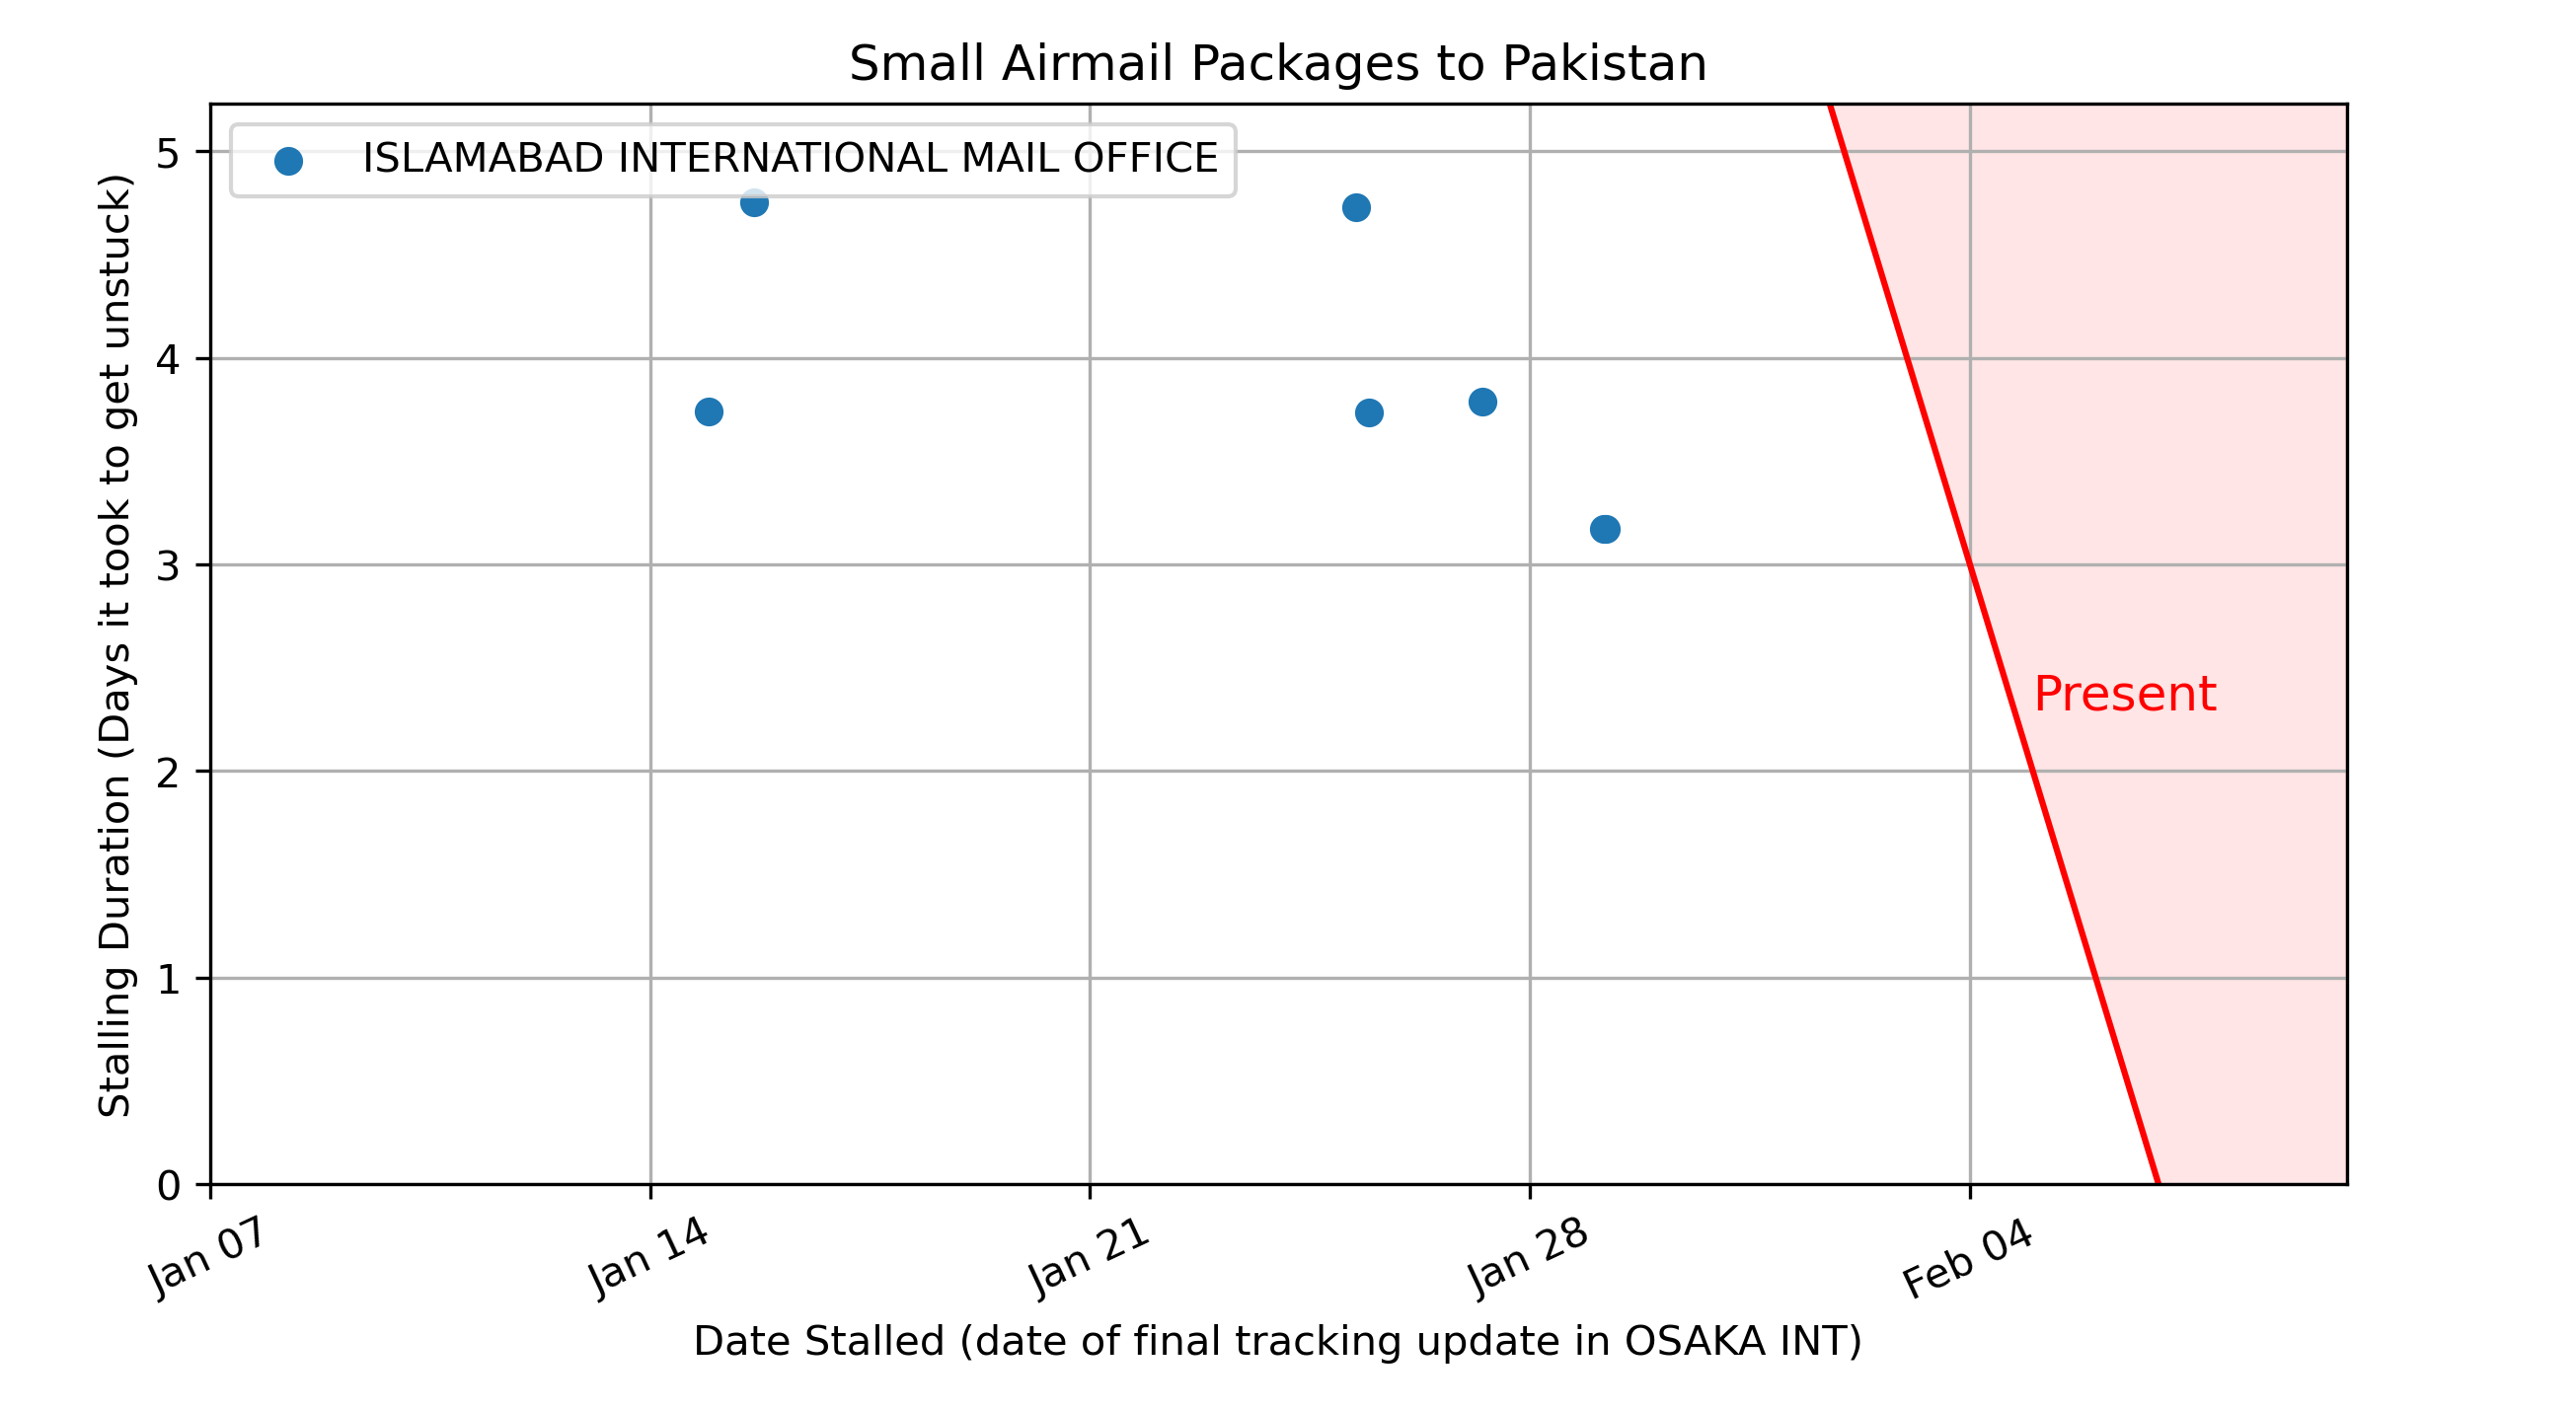 Small Airmail Packages to Pakistan
ISLAMABAD INTERNATIONAL MAIL OFFICE
Stalling Duration (Days it took to get unstuck)
5
4
3
2
1
0
Present
Jan 07
Jan 14
Jan 21
Jan 28
Feb 04
Date Stalled (date of final tracking update in OSAKA INT)